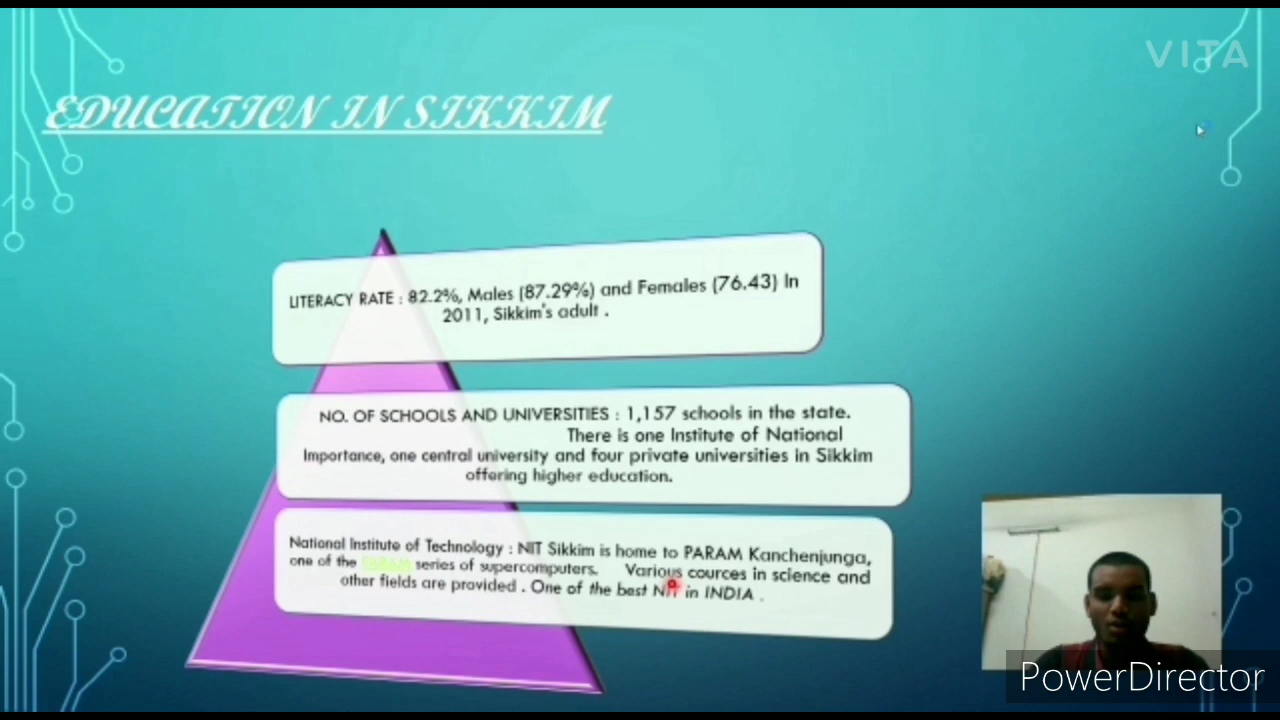 VITA
EDUCATION IN SIKKIM
LITERACY RATE : 82.2%, Males (87.29%) and Females (76.43) In
2011, Sikkim's adult .
NO. OF SCHOOLS AND UNIVERSITIES : 1,157 schools in the state.
There is one Institute of National
Importance, one central university and four private universities in Sikkim
offering higher education.
National Institute of Technology : NIT Sikkim is home to PARAM Kanchenjunga,
one of the PARAM series of supercomputers. Various cources in science and
other fields are provided . One of the best NIT in INDIA .
PowerDirector